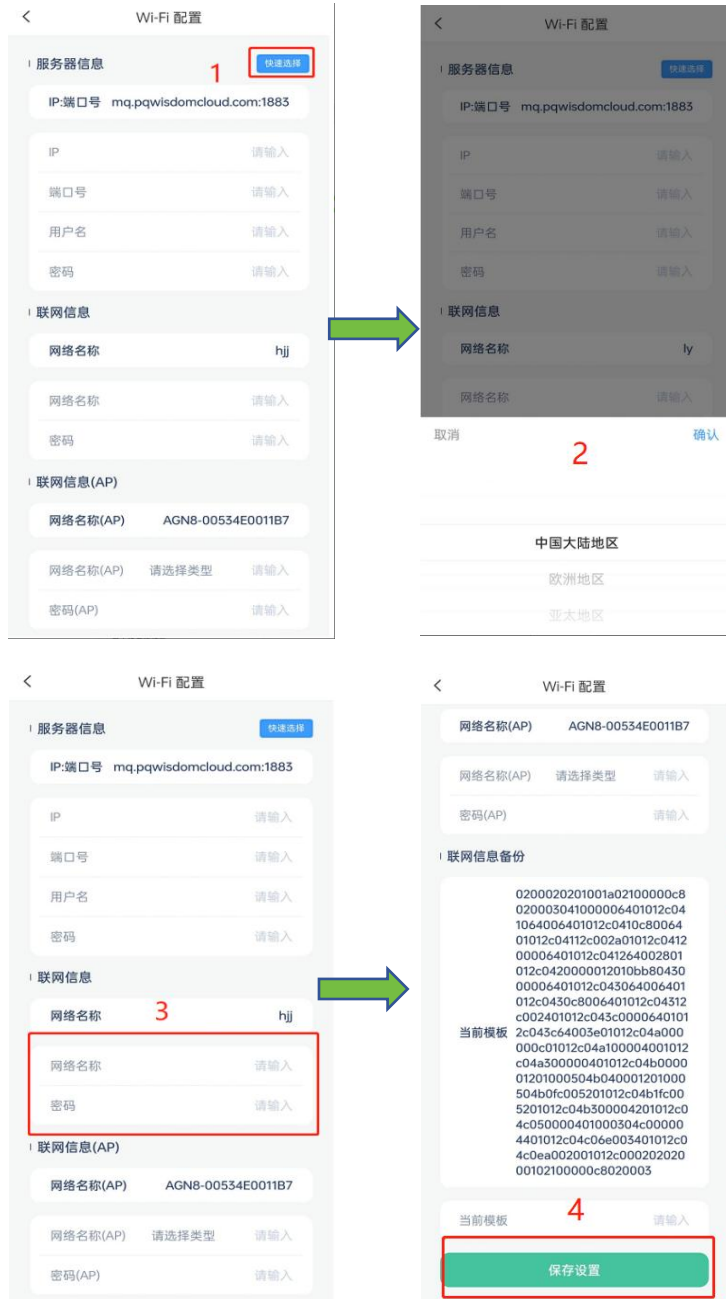 Wi-Fi 配置
服务器信息
1
快速选择
IP:端口号 mq.pqwisdomcloud.com:1883
IP 请输入
端口号 请输入
用户名 请输入
密码 请输入
联网信息
网络名称 hjj
网络名称 请输入
密码 请输入
联网信息(AP)
网络名称(AP) AGN8-00534E0011B7
网络名称(AP) 请选择类型 请输入
密码(AP) 请输入
Wi-Fi 配置
服务器信息 快速选择
IP:端口号 mq.pqwisdomcloud.com:1883
IP 请输入
端口号 请输入
用户名 请输入
密码 请输入
联网信息
网络名称 ly
网络名称 请输入
取消 2 确认
中国大陆地区
欧洲地区
亚太地区
Wi-Fi 配置
服务器信息 快速选择
IP:端口号 mq.pqwisdomcloud.com:1883
IP 请输入
端口号 请输入
用户名 请输入
密码 请输入
联网信息
网络名称 3 hjj
网络名称 请输入
密码 请输入
联网信息(AP)
网络名称(AP) AGN8-00534E0011B7
网络名称(AP) 请选择类型 请输入
密码(AP) 请输入
Wi-Fi 配置
网络名称(AP) AGN8-00534E0011B7
网络名称(AP) 请选择类型 请输入
密码(AP) 请输入
联网信息备份
0200020201001a02100000c8
020003041000006401012c04
1064006401012c0410c80064
01012c04112c002a01012c0412
00006401012c041264002801
012c0420000012010bb80430
00006401012c043064006401
012c0430c8006401012c04312
c002401012c043c0000640101
当前模板 2c043c64003e01012c04a000
000c01012c04a100004001012
c04a300000401012c04b0000
01201000504b040001201000
504b0fc005201012c04b1fc00
5201012c04b300004201012c0
4c050000401000304c00000
4401012c04c06e003401012c0
4c0ea002001012c000202020
00102100000c8020003
当前模板 4 请输入
保存设置